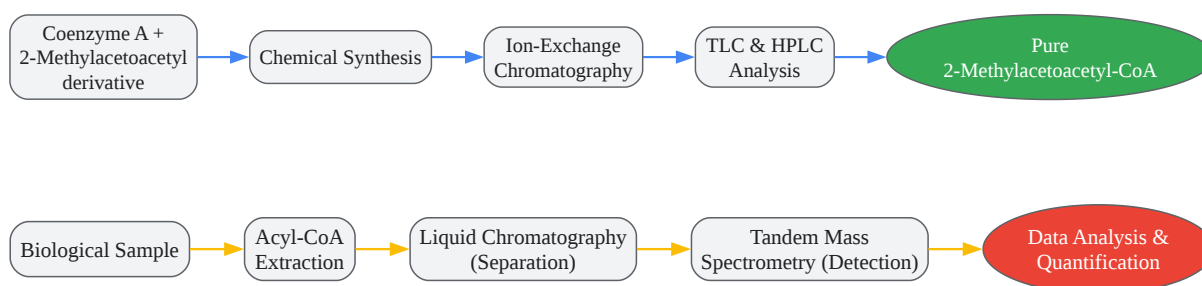 Coenzyme A +
2-Methylacetoacetyl
derivative
Chemical Synthesis
Ion-Exchange
Chromatography
TLC & HPLC
Analysis
Pure
2-Methylacetoacetyl-CoA
Biological Sample
Acyl-CoA
Extraction
Liquid Chromatography
(Separation)
Tandem Mass
Spectrometry (Detection)
Data Analysis &
Quantification